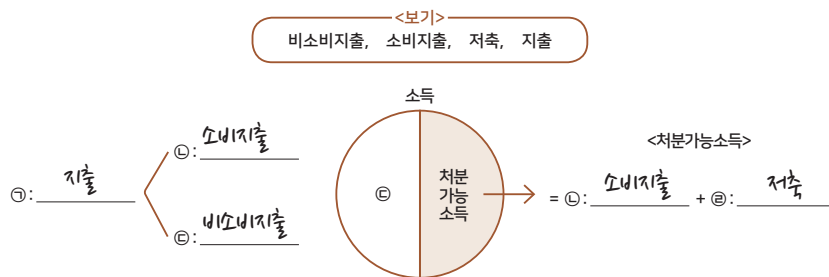 <보기>
비소비지출, 소비지출, 저축, 지출
소득
㉠: 지출
㉡: 소비지출
㉢: 비소비지출
㉢
처분
가능
소득
<처분가능소득>
= ㉡: 소비지출 + ㉣: 저축